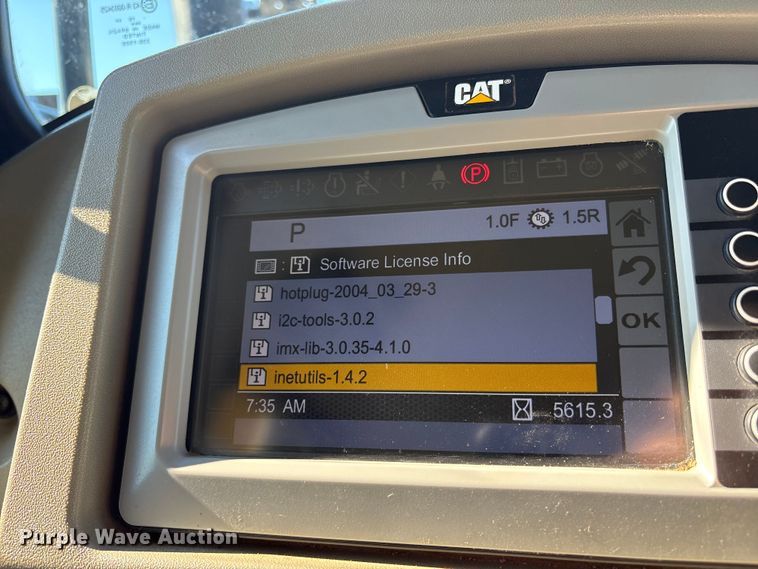 CAT®
P
P 1.0F 1.5R
: Software License Info
hotplug-2004_03_29-3
i2c-tools-3.0.2
OK
imx-lib-3.0.35-4.1.0
inetutils-1.4.2
7:35 AM 5615.3
Purple Wave Auction